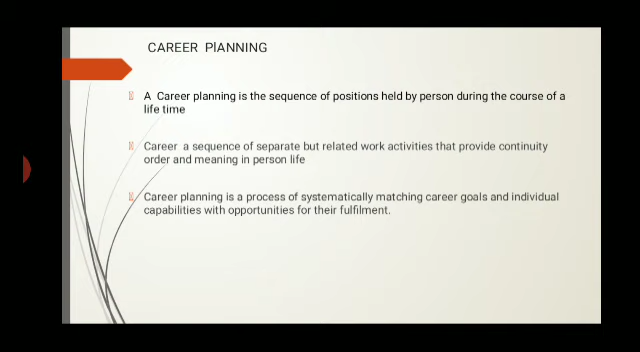 CAREER PlANNING
A Career planning is the sequence of positions held by person during the course of a
life time
Career a sequence of separate but related work activities that provide continuity
order and meaning in person life
Career planning is a process of systematically matching career goals and individual
capabilities with opportunities for their fulfilment.